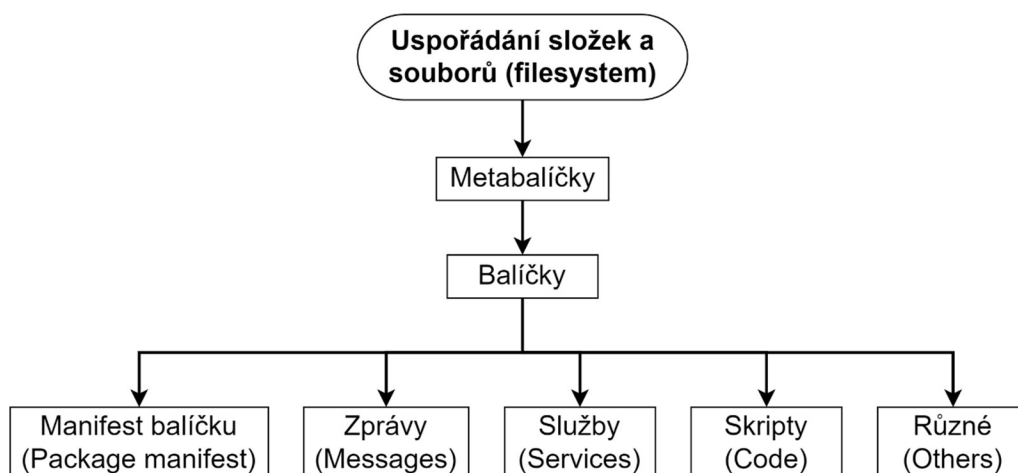 Uspořádání složek a
souborů (filesystem)
Metabalíčky
Balíčky
Manifest balíčku
(Package manifest)
Zprávy
(Messages)
Služby
(Services)
Skripty
(Code)
Různé
(Others)